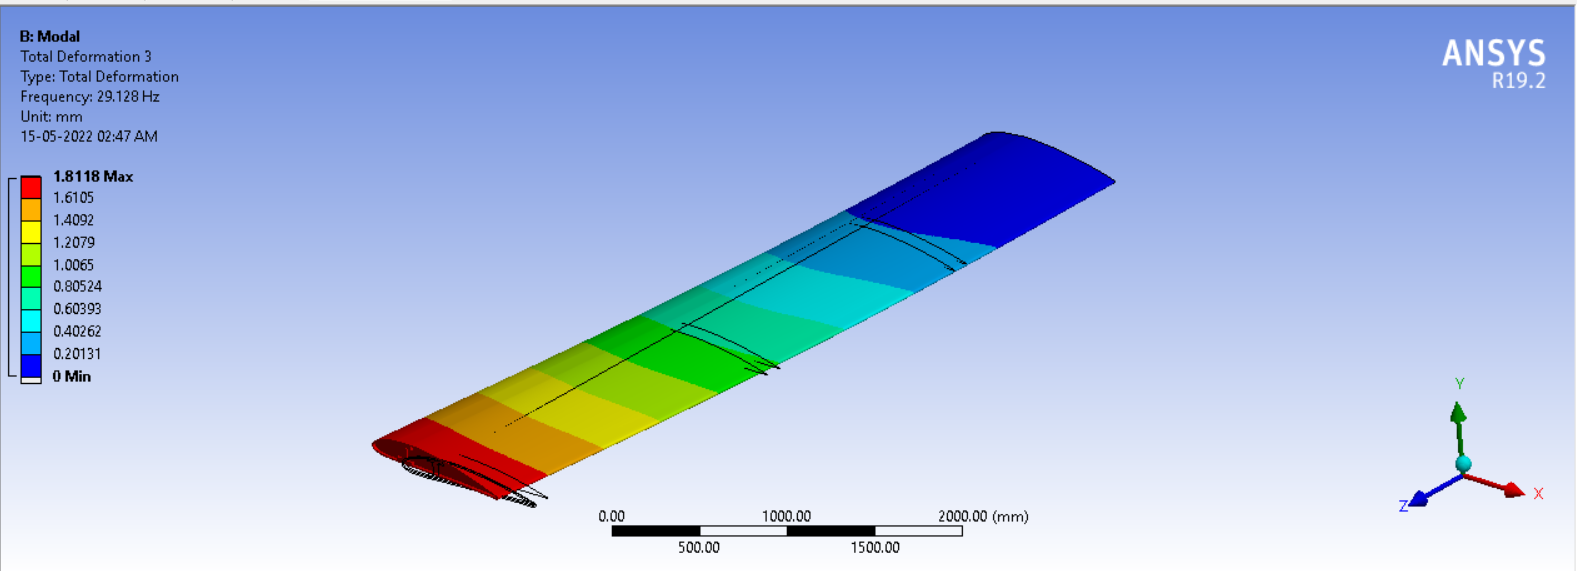 B: Modal
Total Deformation 3
Type: Total Deformation
Frequency: 29.128 Hz
Unit: mm
15-05-2022 02:47 AM
ANSYS
R19.2
1.8118 Max
1.6105
1.4092
1.2079
1.0065
0.80524
0.60393
0.40262
0.20131
0 Min
Y
X
Z
0.00 1000.00 2000.00 (mm)
500.00 1500.00